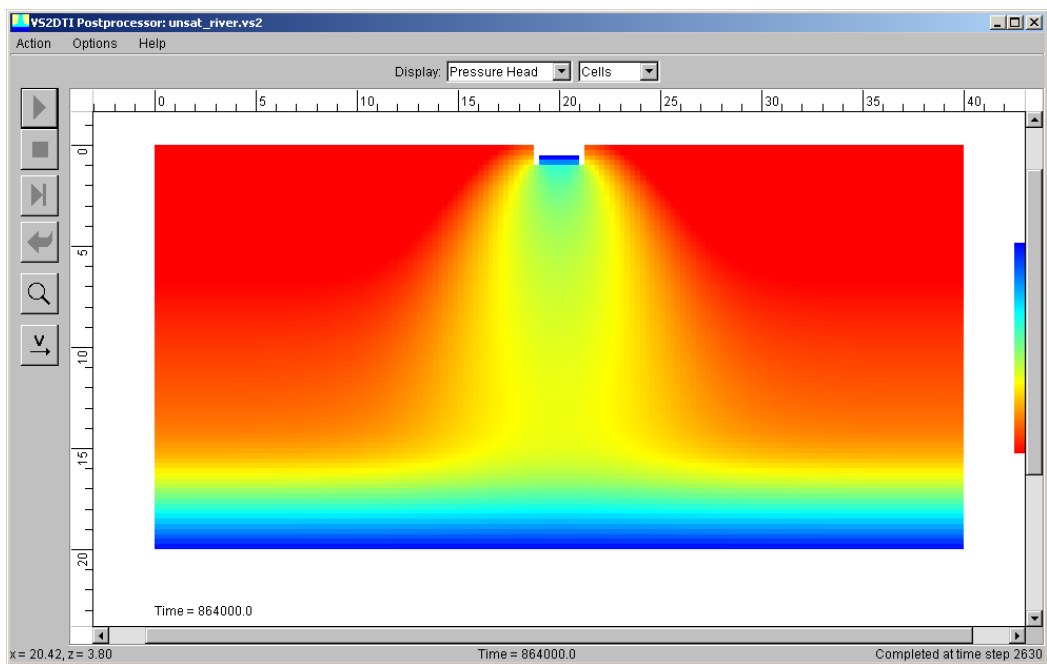 VS2DTI Postprocessor: unsat_river.vs2
Action Options Help
Display: Pressure Head Cells
0 5 10 15 20 25 30 35 40
0
5
10
15
20
V
Time = 864000.0
x = 20.42, z = 3.80 Time = 864000.0 Completed at time step 2630